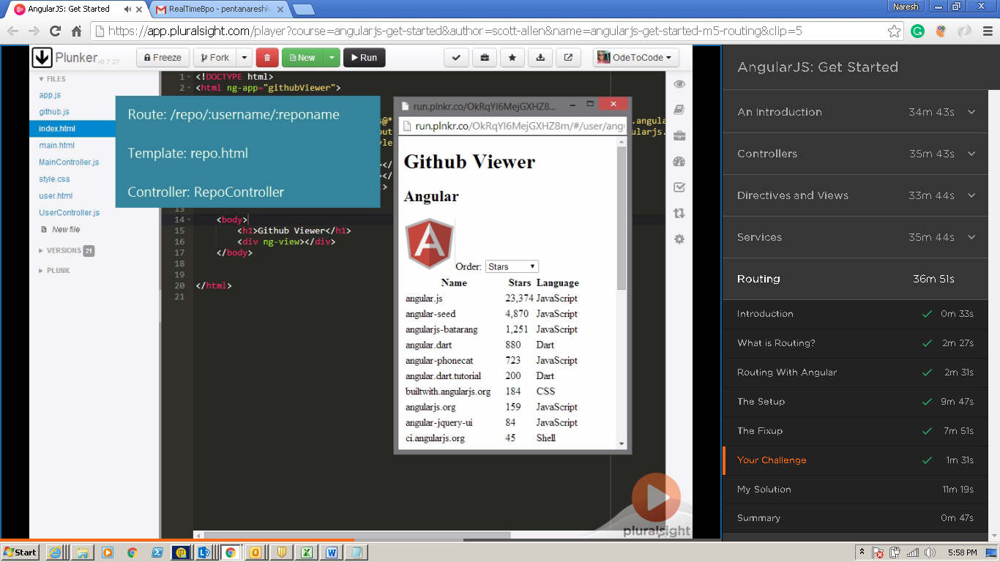 AngularJS: Get Started
RealTimeBpo - pentanareshk
Naresh
https://app.pluralsight.com/player?course=angularjs-get-started&author=scott-allen&name=angularjs-get-started-m5-routing&clip=5
Plunker v0.7.27
Freeze
Fork
New
Run
OdeToCode
FILES
app.js
github.js
index.html
main.html
MainController.js
style.css
user.html
UserController.js
New file
VERSIONS 21
PLUNK
1 <!DOCTYPE html>
2 <html ng-app="githubViewer">
Route: /repo/:username/:reponame
Template: repo.html
Controller: RepoController
13
14 <body>
15 <h1>Github Viewer</h1>
16 <div ng-view></div>
17 </body>
18
19
20 </html>
21
run.plnkr.co/OkRqYI6MejGXHZ8...
run.plnkr.co/OkRqYI6MejGXHZ8m/#/user/angu
Github Viewer
Angular
Order: Stars
Name Stars Language
angular.js 23,374 JavaScript
angular-seed 4,870 JavaScript
angularjs-batarang 1,251 JavaScript
angular.dart 880 Dart
angular-phonecat 723 JavaScript
angular.dart.tutorial 200 Dart
builtwith.angularjs.org 184 CSS
angularjs.org 159 JavaScript
angular-jquery-ui 84 JavaScript
ci.angularjs.org 45 Shell
pluralsight
AngularJS: Get Started
An Introduction 34m 43s
Controllers 35m 43s
Directives and Views 33m 44s
Services 35m 44s
Routing 36m 51s
Introduction 0m 33s
What is Routing? 2m 27s
Routing With Angular 2m 31s
The Setup 9m 47s
The Fixup 7m 51s
Your Challenge 1m 31s
My Solution 11m 19s
Summary 0m 47s
Start
5:58 PM